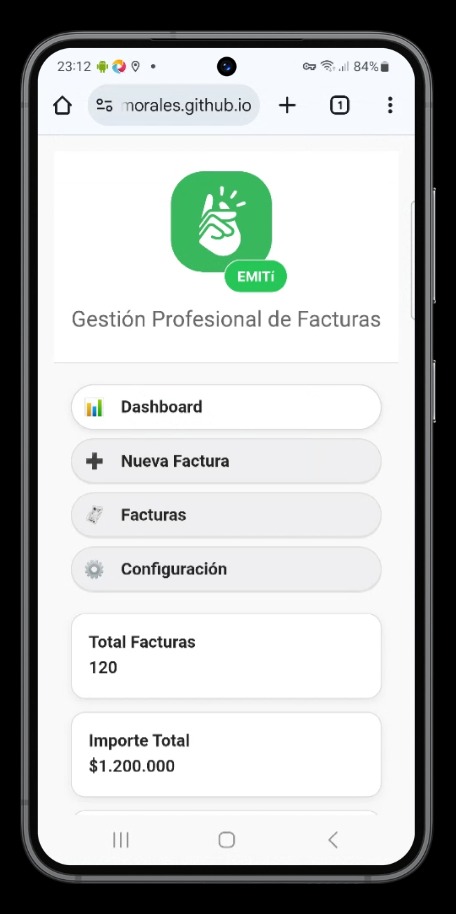 23:12
84%
morales.github.io
1
EMITí
Gestión Profesional de Facturas
Dashboard
Nueva Factura
Facturas
Configuración
Total Facturas
120
Importe Total
$1.200.000